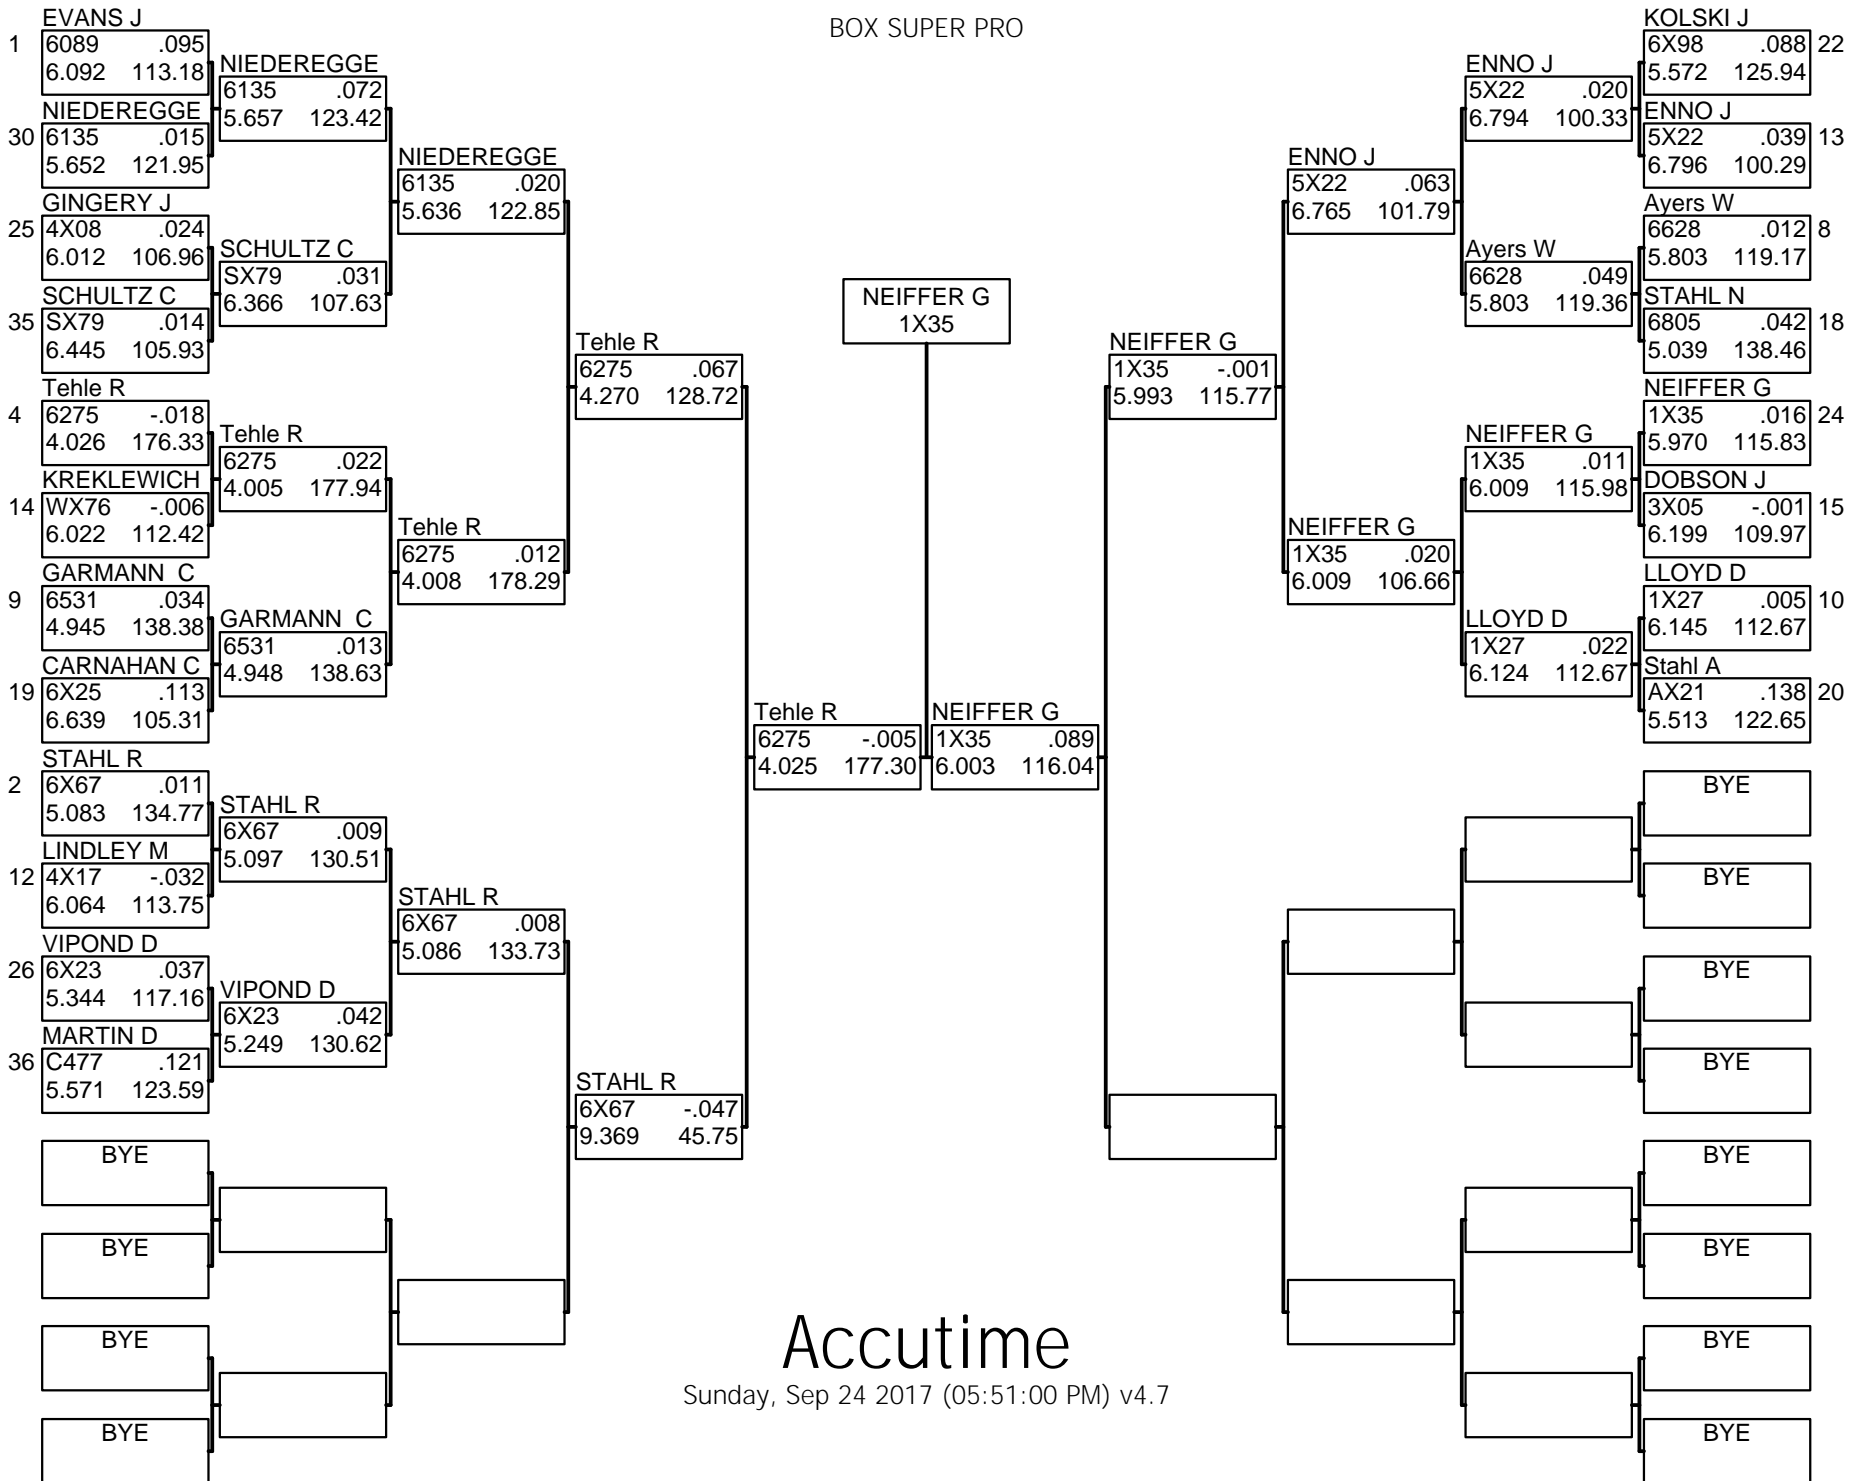 BOX SUPER PRO
EVANS J
1 6089 .095
6.092 113.18
NIEDEREGGE
30 6135 .015
5.652 121.95
GINGERY J
25 4X08 .024
6.012 106.96
SCHULTZ C
35 SX79 .014
6.445 105.93
Tehle R
4 6275 -.018
4.026 176.33
KREKLEWICH
14 WX76 -.006
6.022 112.42
GARMANN  C
9 6531 .034
4.945 138.38
CARNAHAN C
19 6X25 .113
6.639 105.31
STAHL R
2 6X67 .011
5.083 134.77
LINDLEY M
12 4X17 -.032
6.064 113.75
VIPOND D
26 6X23 .037
5.344 117.16
MARTIN D
36 C477 .121
5.571 123.59
BYE
BYE
BYE
BYE
NIEDEREGGE
6135 .072
5.657 123.42
SCHULTZ C
SX79 .031
6.366 107.63
Tehle R
6275 .022
4.005 177.94
GARMANN  C
6531 .013
4.948 138.63
STAHL R
6X67 .009
5.097 130.51
VIPOND D
6X23 .042
5.249 130.62
NIEDEREGGE
6135 .020
5.636 122.85
Tehle R
6275 .012
4.008 178.29
STAHL R
6X67 .008
5.086 133.73
Tehle R
6275 .067
4.270 128.72
STAHL R
6X67 -.047
9.369 45.75
Tehle R
6275 -.005
4.025 177.30
NEIFFER G
1X35
NEIFFER G
1X35 .089
6.003 116.04
NEIFFER G
1X35 -.001
5.993 115.77
ENNO J
5X22 .063
6.765 101.79
NEIFFER G
1X35 .020
6.009 106.66
ENNO J
5X22 .020
6.794 100.33
Ayers W
6628 .049
5.803 119.36
NEIFFER G
1X35 .011
6.009 115.98
LLOYD D
1X27 .022
6.124 112.67
KOLSKI J
6X98 .088 22
5.572 125.94
ENNO J
5X22 .039 13
6.796 100.29
Ayers W
6628 .012 8
5.803 119.17
STAHL N
6805 .042 18
5.039 138.46
NEIFFER G
1X35 .016 24
5.970 115.83
DOBSON J
3X05 -.001 15
6.199 109.97
LLOYD D
1X27 .005 10
6.145 112.67
Stahl A
AX21 .138 20
5.513 122.65
BYE
BYE
BYE
BYE
BYE
BYE
BYE
BYE
Accutime
Sunday, Sep 24 2017 (05:51:00 PM) v4.7